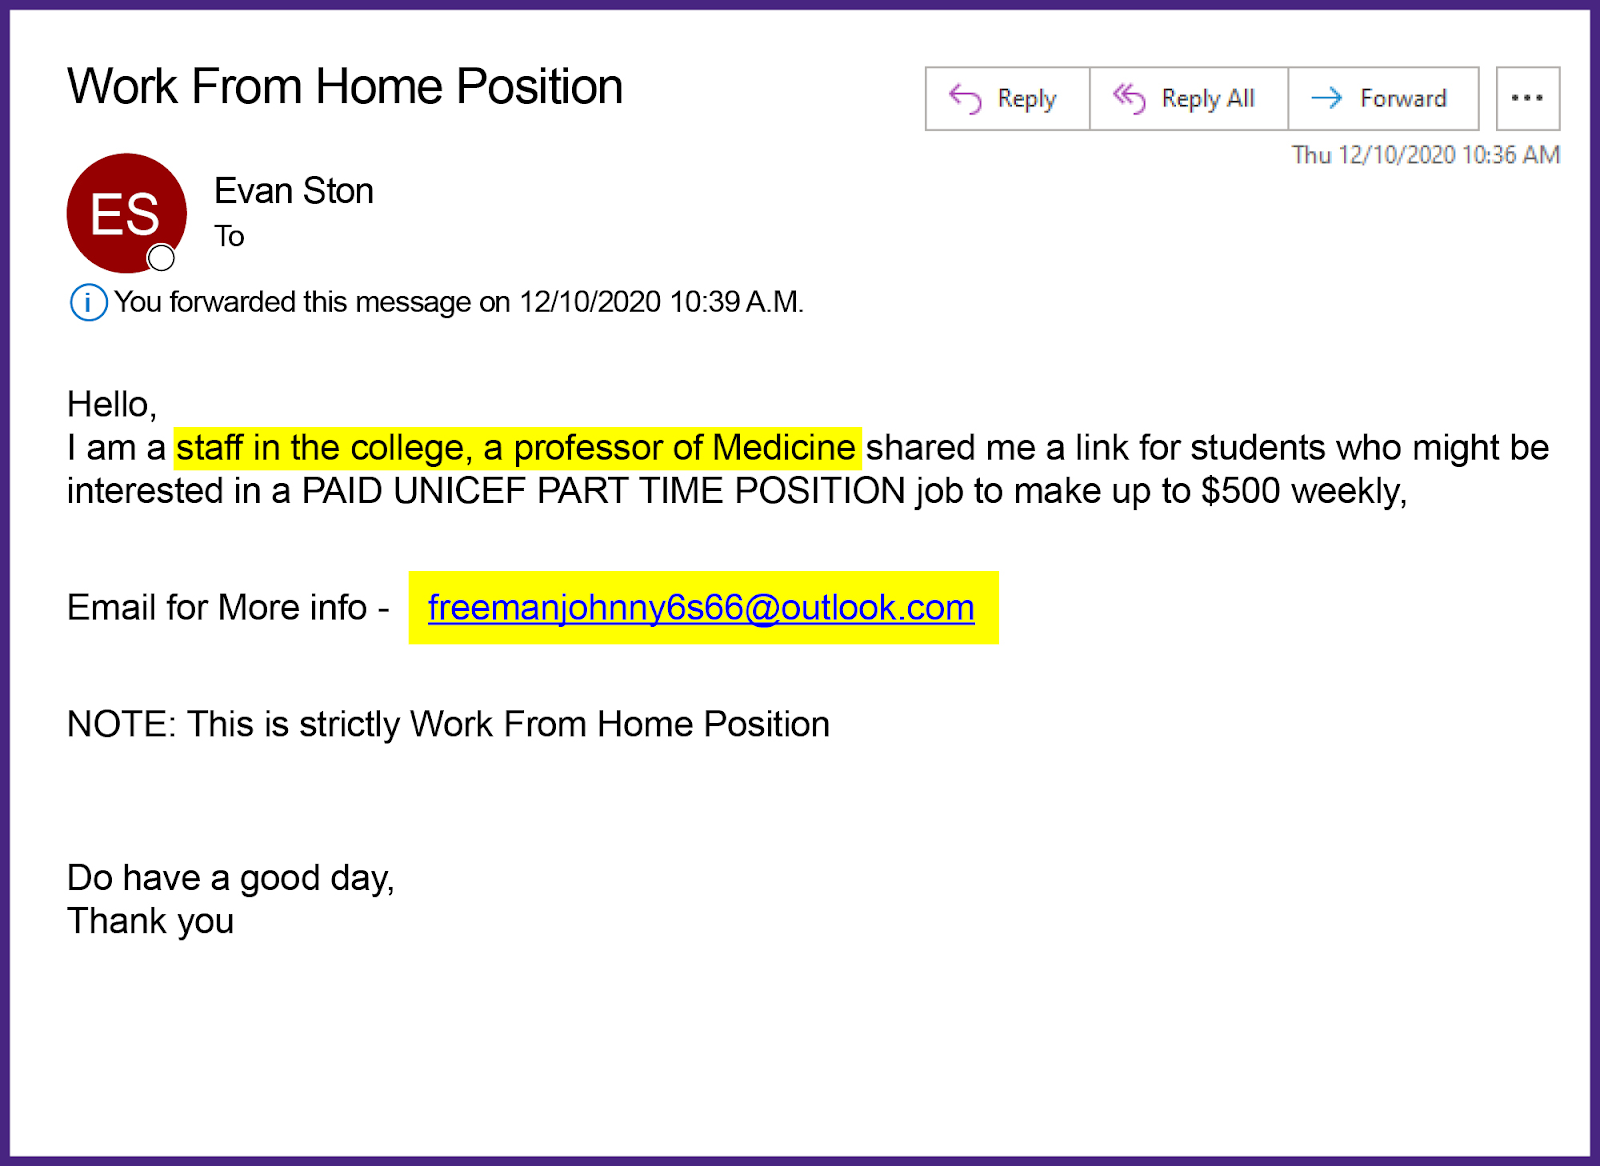 Work From Home Position
Reply
Reply All
Forward
Thu 12/10/2020 10:36 AM
ES
Evan Ston
To
You forwarded this message on 12/10/2020 10:39 A.M.
Hello,
I am a staff in the college, a professor of Medicine shared me a link for students who might be
interested in a PAID UNICEF PART TIME POSITION job to make up to $500 weekly,
Email for More info - freemanjohnny6s66@outlook.com
NOTE: This is strictly Work From Home Position
Do have a good day,
Thank you